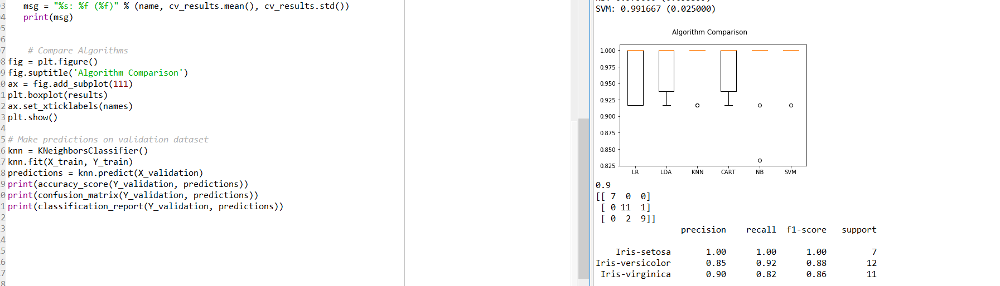 3 msg = "%s: %f (%f)" % (name, cv_results.mean(), cv_results.std())
4 print(msg)
5
6
7 # Compare Algorithms
8 fig = plt.figure()
9 fig.suptitle('Algorithm Comparison')
0 ax = fig.add_subplot(111)
1 plt.boxplot(results)
2 ax.set_xticklabels(names)
3 plt.show()
4
5 # Make predictions on validation dataset
6 knn = KNeighborsClassifier()
7 knn.fit(X_train, Y_train)
8 predictions = knn.predict(X_validation)
9 print(accuracy_score(Y_validation, predictions))
0 print(confusion_matrix(Y_validation, predictions))
1 print(classification_report(Y_validation, predictions))
2
3
4
5
6
7
8
SVM: 0.991667 (0.025000)
Algorithm Comparison
1.000
0.975
0.950
0.925
0.900
0.875
0.850
0.825
LR LDA KNN CART NB SVM
0.9
[[ 7 0 0]
[ 0 11 1]
[ 0 2 9]]
precision recall f1-score support
Iris-setosa 1.00 1.00 1.00 7
Iris-versicolor 0.85 0.92 0.88 12
Iris-virginica 0.90 0.82 0.86 11